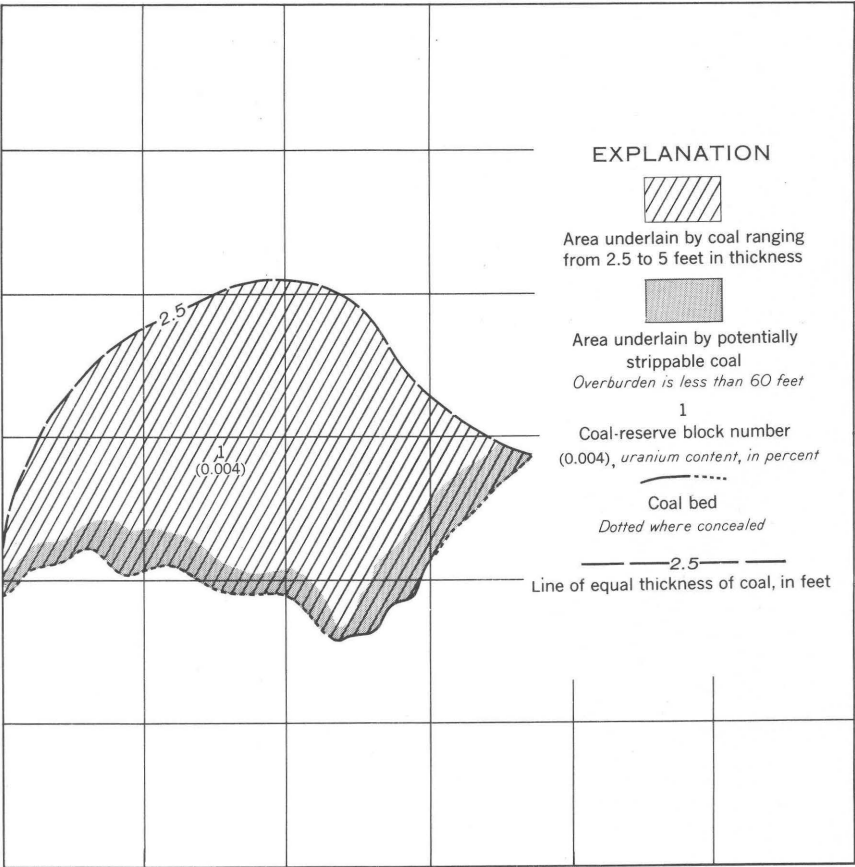 EXPLANATION
Area underlain by coal ranging
from 2.5 to 5 feet in thickness
Area underlain by potentially
strippable coal
Overburden is less than 60 feet
1
Coal-reserve block number
(0.004), uranium content, in percent
Coal bed
Dotted where concealed
2.5
Line of equal thickness of coal, in feet
2.5
1
(0.004)